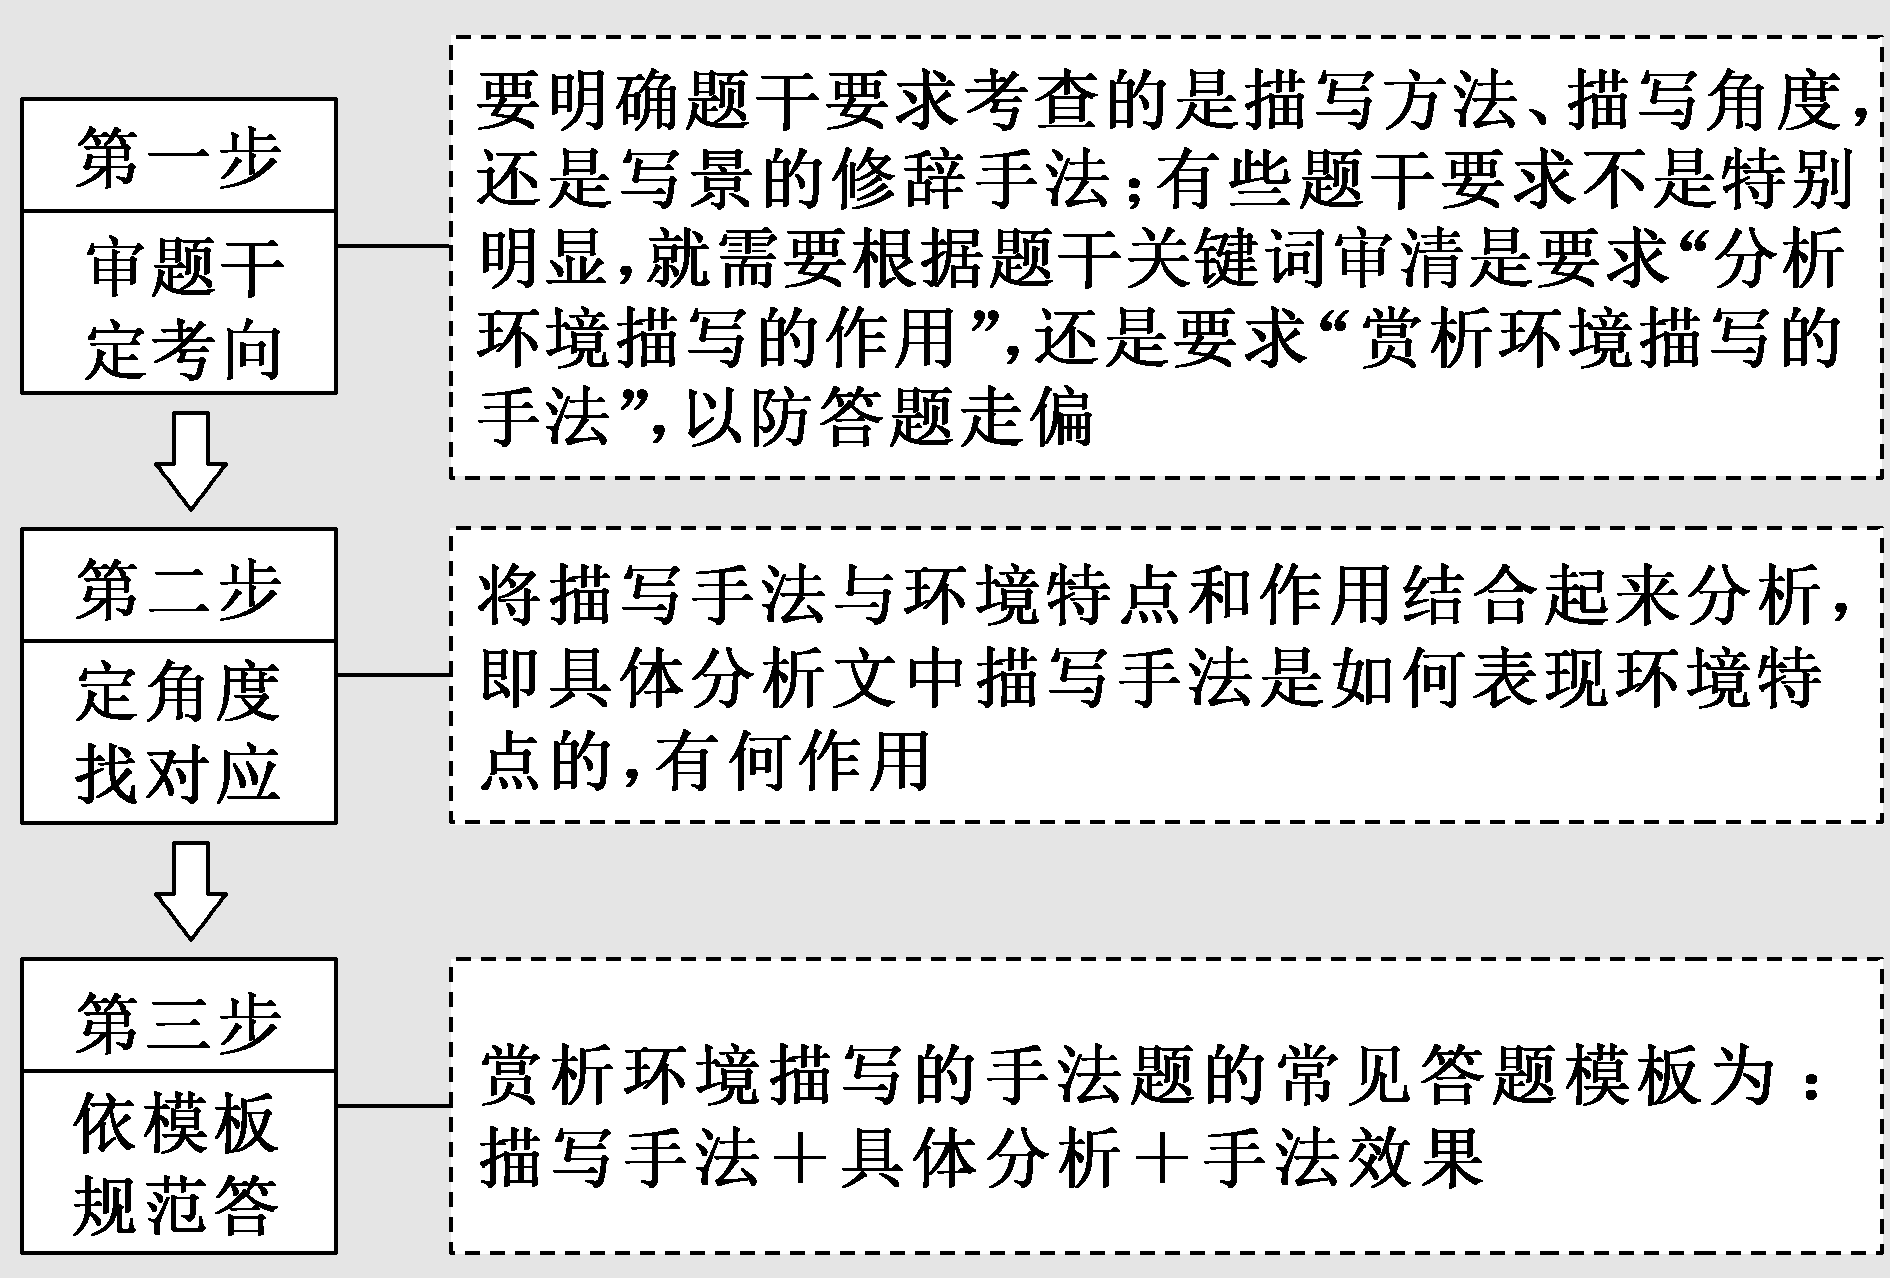 第一步
审题干
定考向
要明确题干要求考查的是描写方法、描写角度，
还是写景的修辞手法；有些题干要求不是特别
明显，就需要根据题干关键词审清是要求“分析
环境描写的作用”，还是要求“赏析环境描写的
手法”，以防答题走偏
第二步
定角度
找对应
将描写手法与环境特点和作用结合起来分析，
即具体分析文中描写手法是如何表现环境特
点的，有何作用
第三步
依模板
规范答
赏析环境描写的手法题的常见答题模板为：
描写手法＋具体分析＋手法效果